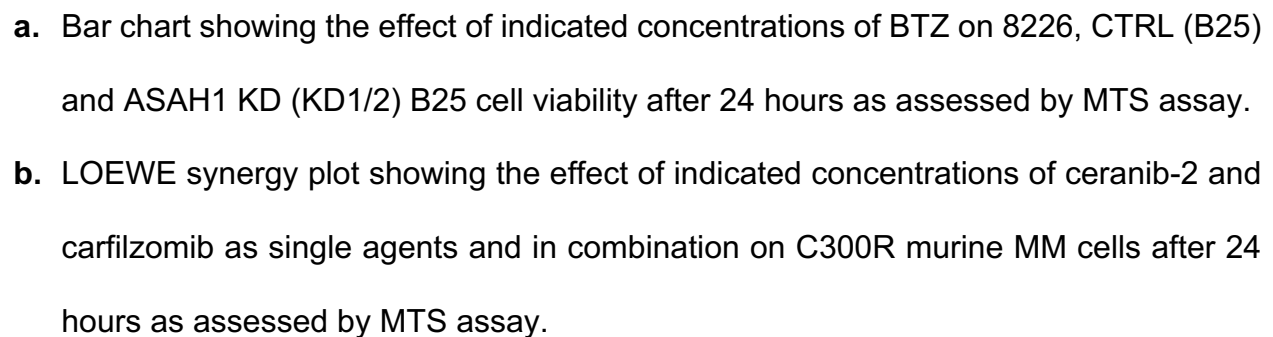 a. Bar chart showing the effect of indicated concentrations of BTZ on 8226, CTRL (B25)
and ASAH1 KD (KD1/2) B25 cell viability after 24 hours as assessed by MTS assay.
b. LOEWE synergy plot showing the effect of indicated concentrations of ceranib-2 and
carfilzomib as single agents and in combination on C300R murine MM cells after 24
hours as assessed by MTS assay.